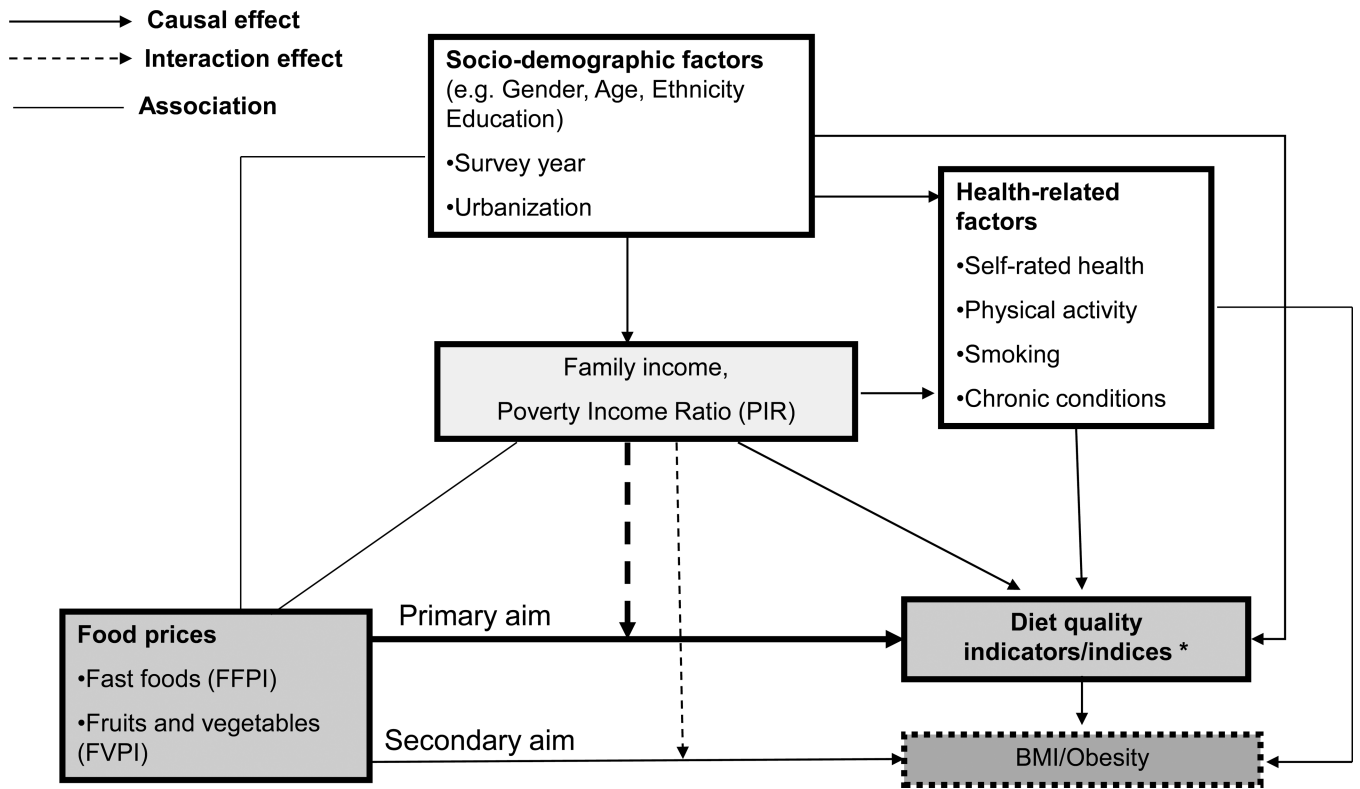 Causal effect
Interaction effect
Association
Socio-demographic factors
(e.g. Gender, Age, Ethnicity
Education)
•Survey year
•Urbanization
Health-related
factors
•Self-rated health
•Physical activity
•Smoking
•Chronic conditions
Family income,
Poverty Income Ratio (PIR)
Primary aim
Food prices
•Fast foods (FFPI)
•Fruits and vegetables
(FVPI)
Diet quality
indicators/indices *
Secondary aim
BMI/Obesity